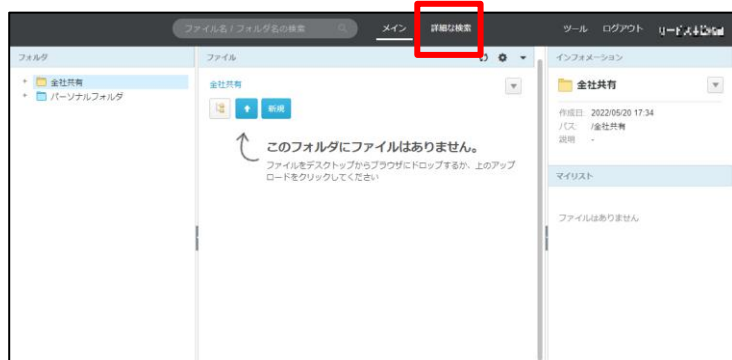 ファイル名 / フォルダ名の検索
メイン
詳細な検索
ツール
ログアウト
フォルダ
全社共有
パーソナルフォルダ
ファイル
全社共有
新規
このフォルダにファイルはありません。
ファイルをデスクトップからブラウザにドロップするか、上のアップ
ロードをクリックしてください
インフォメーション
全社共有
作成日: 2022/05/20 17:34
パス: /全社共有
説明 -
マイリスト
ファイルはありません